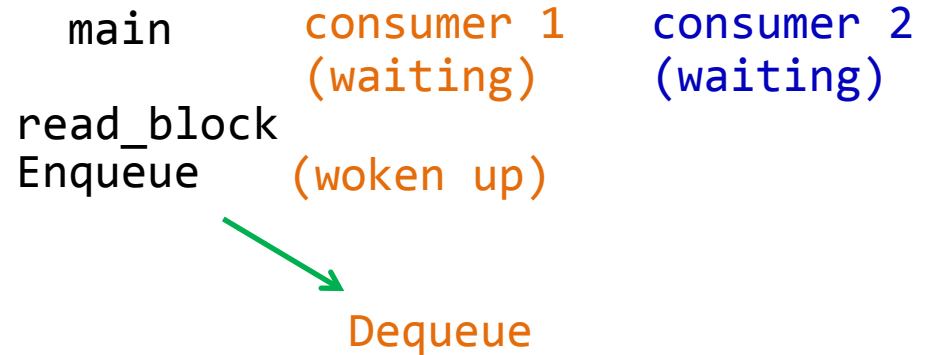 main consumer 1 consumer 2
(waiting) (waiting)
read_block
Enqueue (woken up)
Dequeue